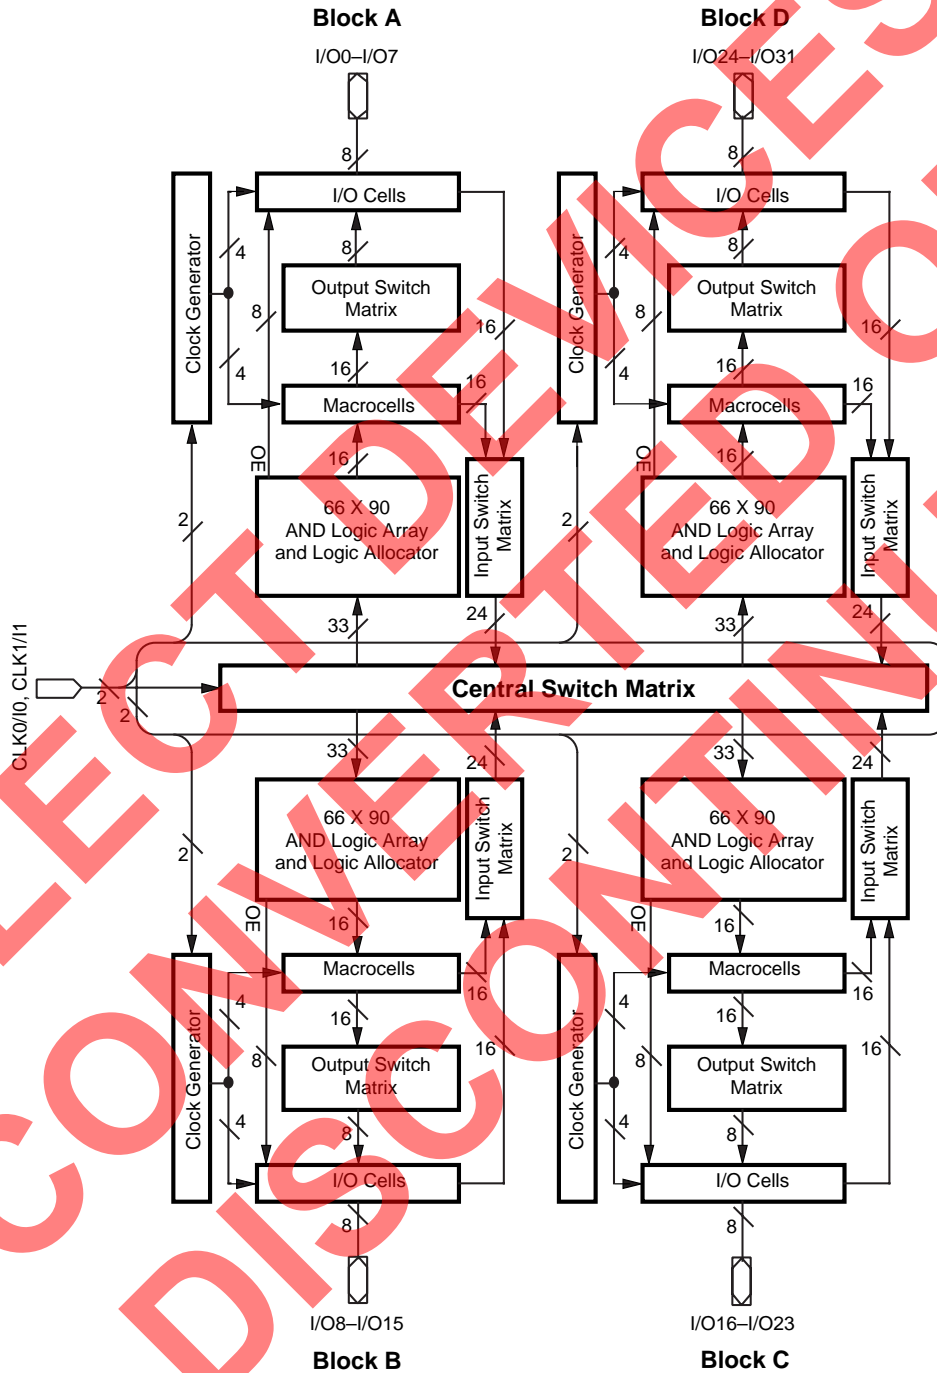 Block A
Block D
I/O0–I/O7
I/O24–I/O31
8
8
I/O Cells
I/O Cells
Clock Generator
4
8
Clock Generator
4
8
Output Switch
Matrix
Output Switch
Matrix
8
16
8
16
4
16
16
4
16
16
Macrocells
Macrocells
OE
16
OE
16
66 X 90
AND Logic Array
and Logic Allocator
Input Switch
Matrix
66 X 90
AND Logic Array
and Logic Allocator
Input Switch
Matrix
2
2
33
24
33
24
CLK0/I0, CLK1/I1
2
2
Central Switch Matrix
33
24
33
24
66 X 90
AND Logic Array
and Logic Allocator
Input Switch
Matrix
66 X 90
AND Logic Array
and Logic Allocator
Input Switch
Matrix
2
2
OE
16
OE
16
Macrocells
Macrocells
Clock Generator
4
16
16
Clock Generator
4
16
16
8
16
8
16
Output Switch
Matrix
Output Switch
Matrix
4
8
4
8
I/O Cells
I/O Cells
8
8
I/O8–I/O15
I/O16–I/O23
Block B
Block C